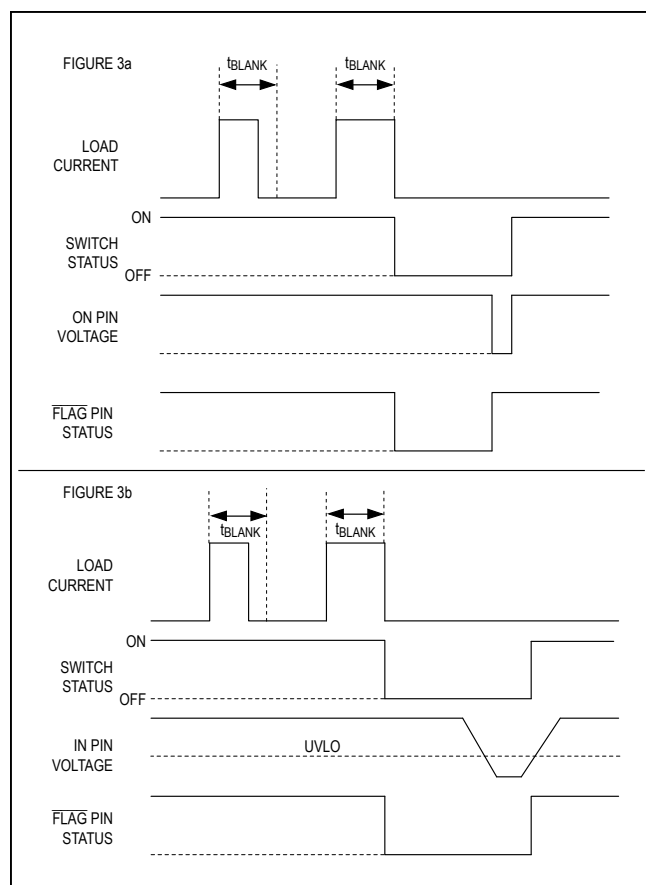 FIGURE 3a
tBLANK
tBLANK
LOAD
CURRENT
ON
SWITCH
STATUS
OFF
ON PIN
VOLTAGE
FLAG PIN
STATUS
FIGURE 3b
tBLANK
tBLANK
LOAD
CURRENT
ON
SWITCH
STATUS
OFF
IN PIN
VOLTAGE
UVLO
FLAG PIN
STATUS